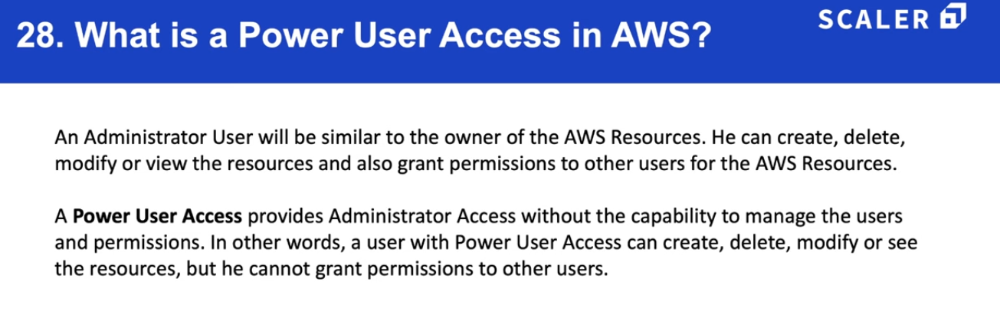 28. What is a Power User Access in AWS?
SCALER
An Administrator User will be similar to the owner of the AWS Resources. He can create, delete,
modify or view the resources and also grant permissions to other users for the AWS Resources.
A Power User Access provides Administrator Access without the capability to manage the users
and permissions. In other words, a user with Power User Access can create, delete, modify or see
the resources, but he cannot grant permissions to other users.